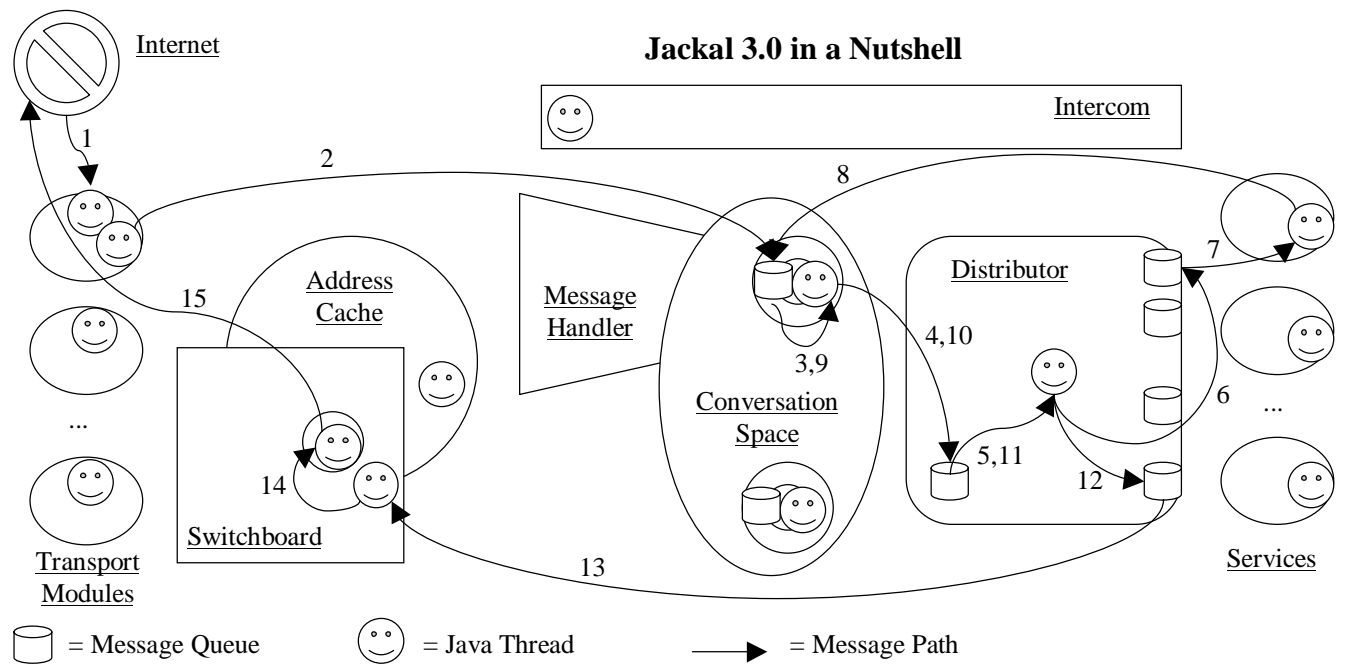 Internet
Jackal 3.0 in a Nutshell
Intercom
1
2
8
7
Address
Cache
Message
Handler
Distributor
15
4,10
3,9
Conversation
Space
6
...
...
5,11
12
14
Switchboard
13
Transport
Modules
Services
= Message Queue
= Java Thread
= Message Path